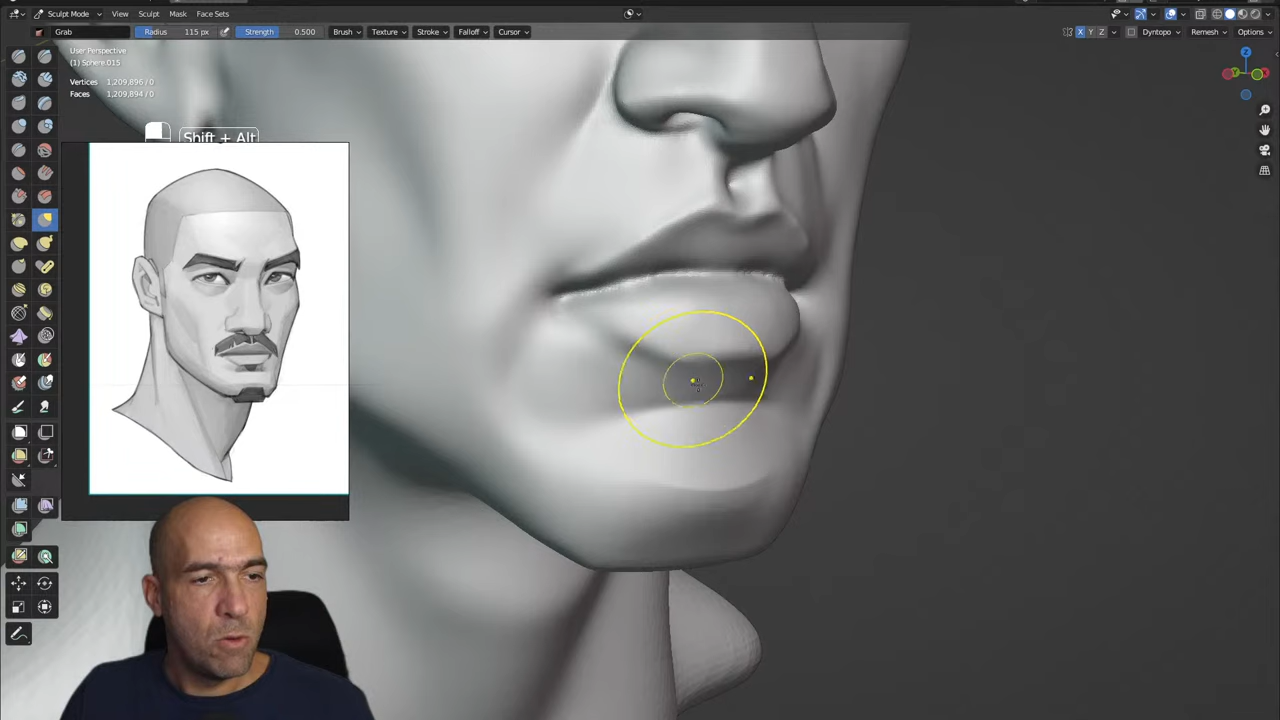 Sculpt Mode View Sculpt Mask Face Sets
Grab Radius 115 px Strength 0.500 Brush Texture Stroke Falloff Cursor X Y Z Dyntopo Remesh Options
User Perspective
(1) Sphere.015
Vertices 1,209,896 / 0
Faces 1,209,894 / 0
Shift + Alt
Z